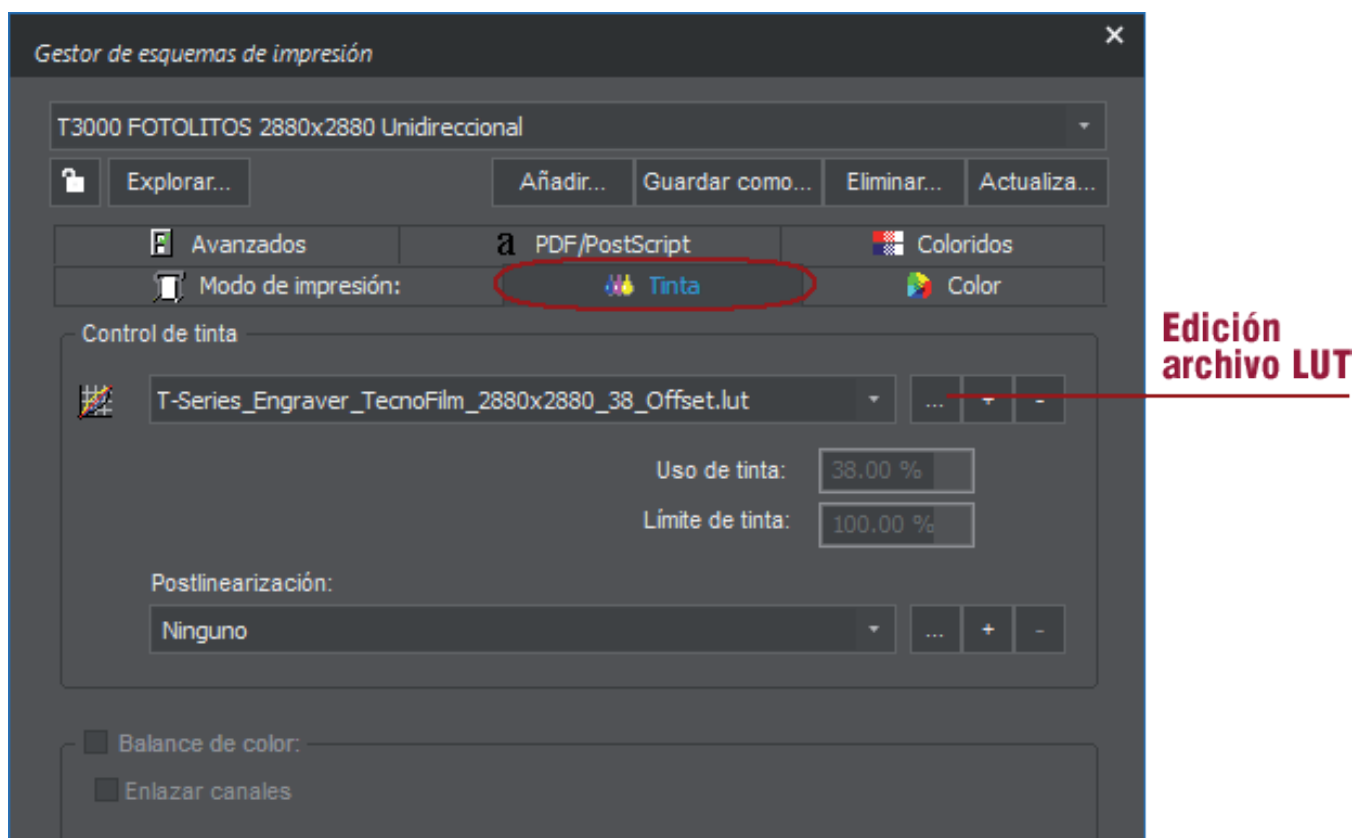 Gestor de esquemas de impresión
×
T3000 FOTOLITOS 2880x2880 Unidireccional
Explorar... Añadir... Guardar como... Eliminar... Actualiza...
Avanzados a PDF/PostScript Coloridos
Modo de impresión: Tinta Color
Control de tinta
Edición
archivo LUT
T-Series_Engraver_TecnoFilm_2880x2880_38_Offset.lut ... + -
Uso de tinta: 38.00 %
Límite de tinta: 100.00 %
Postlinearización:
Ninguno ... + -
Balance de color:
Enlazar canales